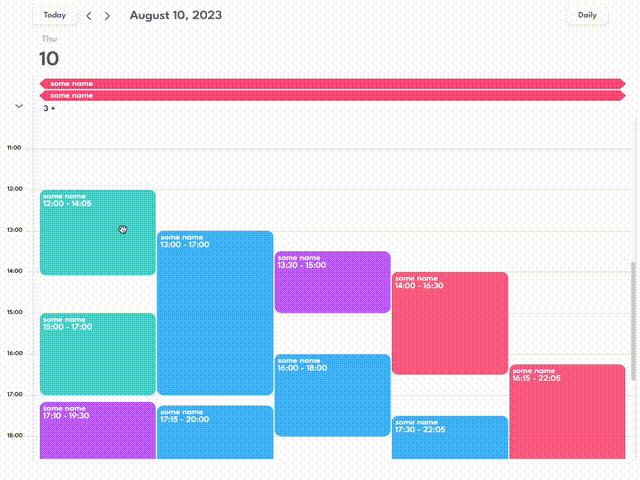 Today
August 10, 2023
Daily
Thu
10
some name
some name
3 +
11:00
12:00
some name
12:00 - 14:05
13:00
some name
13:00 - 17:00
some name
13:30 - 15:00
14:00
some name
14:00 - 16:30
15:00
some name
15:00 - 17:00
16:00
some name
16:00 - 18:00
some name
16:15 - 22:05
17:00
some name
17:10 - 19:30
some name
17:15 - 20:00
some name
17:30 - 22:05
18:00